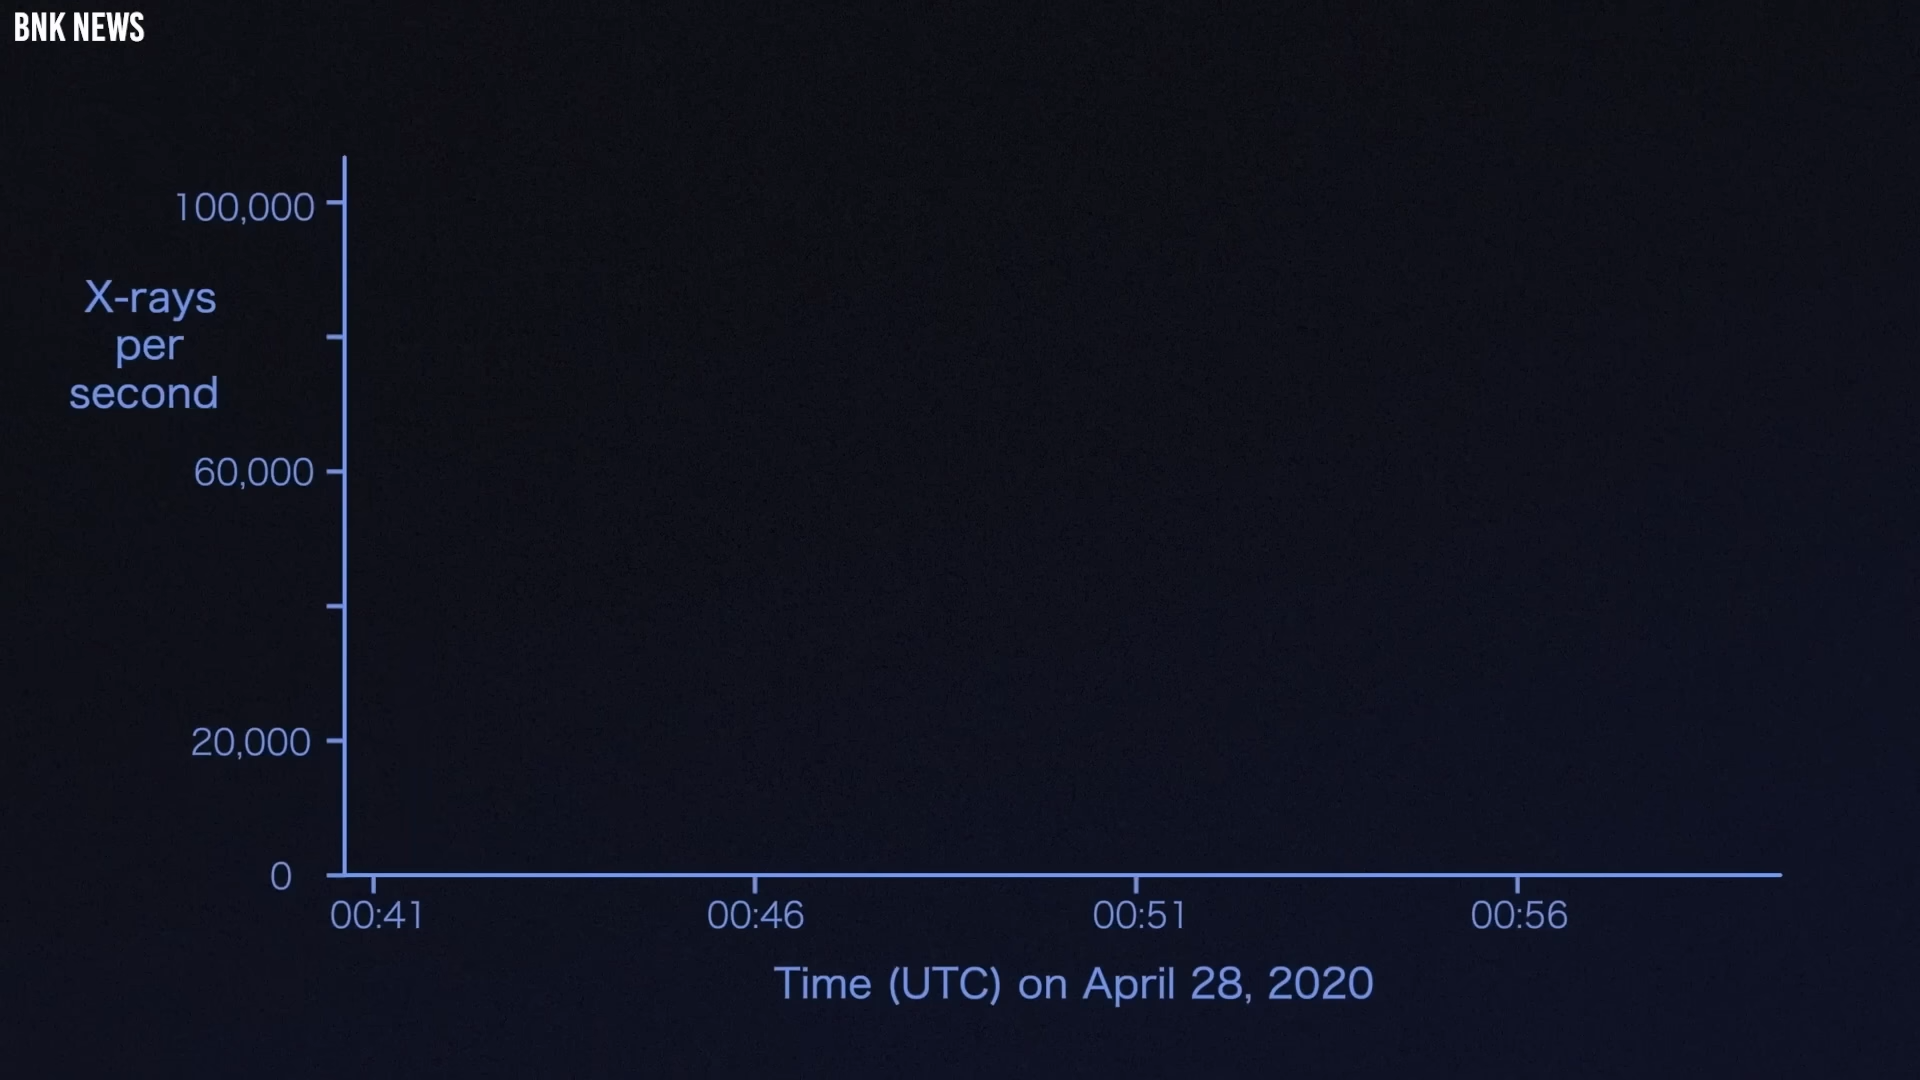 BNK NEWS
100,000
X-rays
per
second
60,000
20,000
0
00:41
00:46
00:51
00:56
Time (UTC) on April 28, 2020